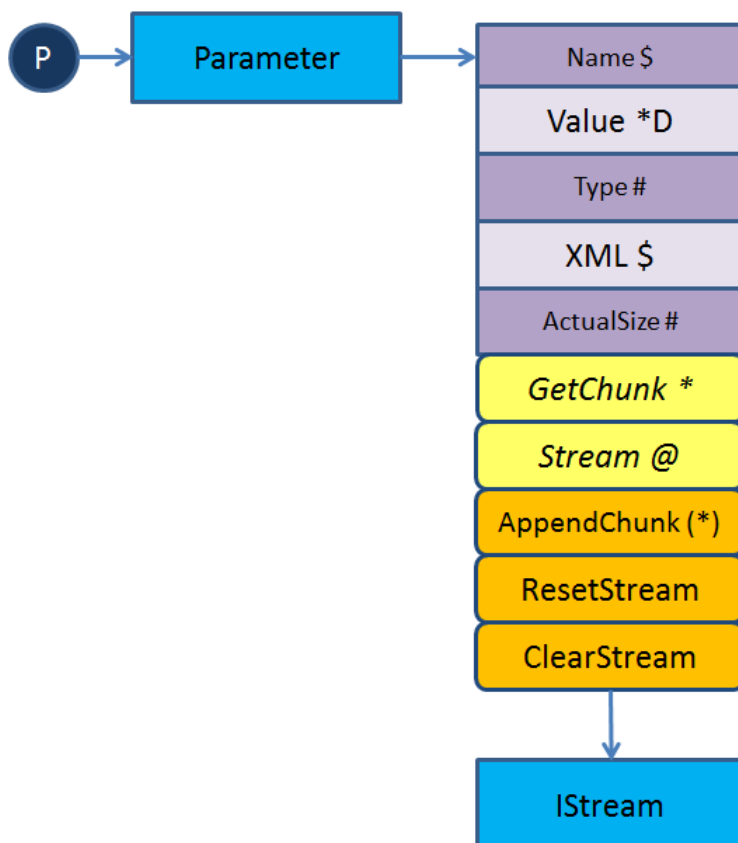 P
Parameter
Name $
Value *D
Type #
XML $
ActualSize #
GetChunk *
Stream @
AppendChunk (*)
ResetStream
ClearStream
IStream